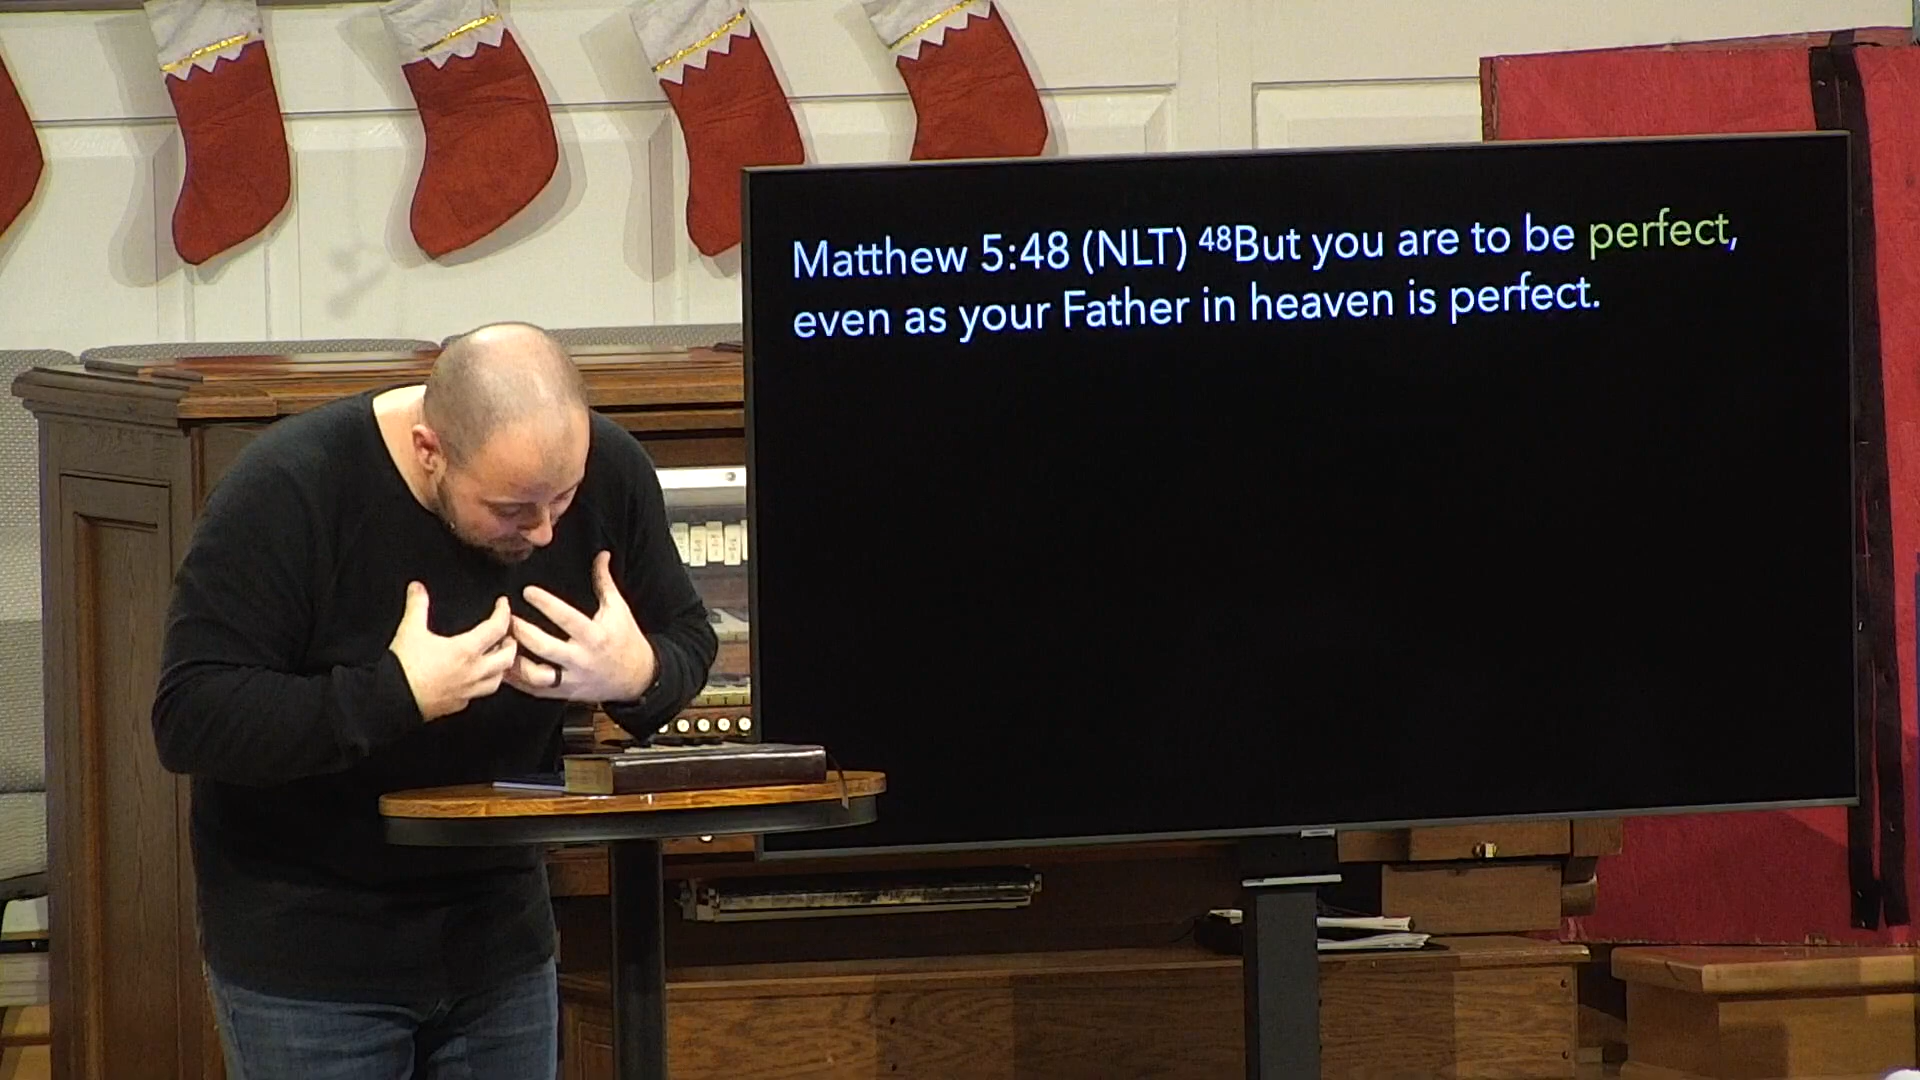 Matthew 5:48 (NLT) ⁴⁸But you are to be perfect,
even as your Father in heaven is perfect.